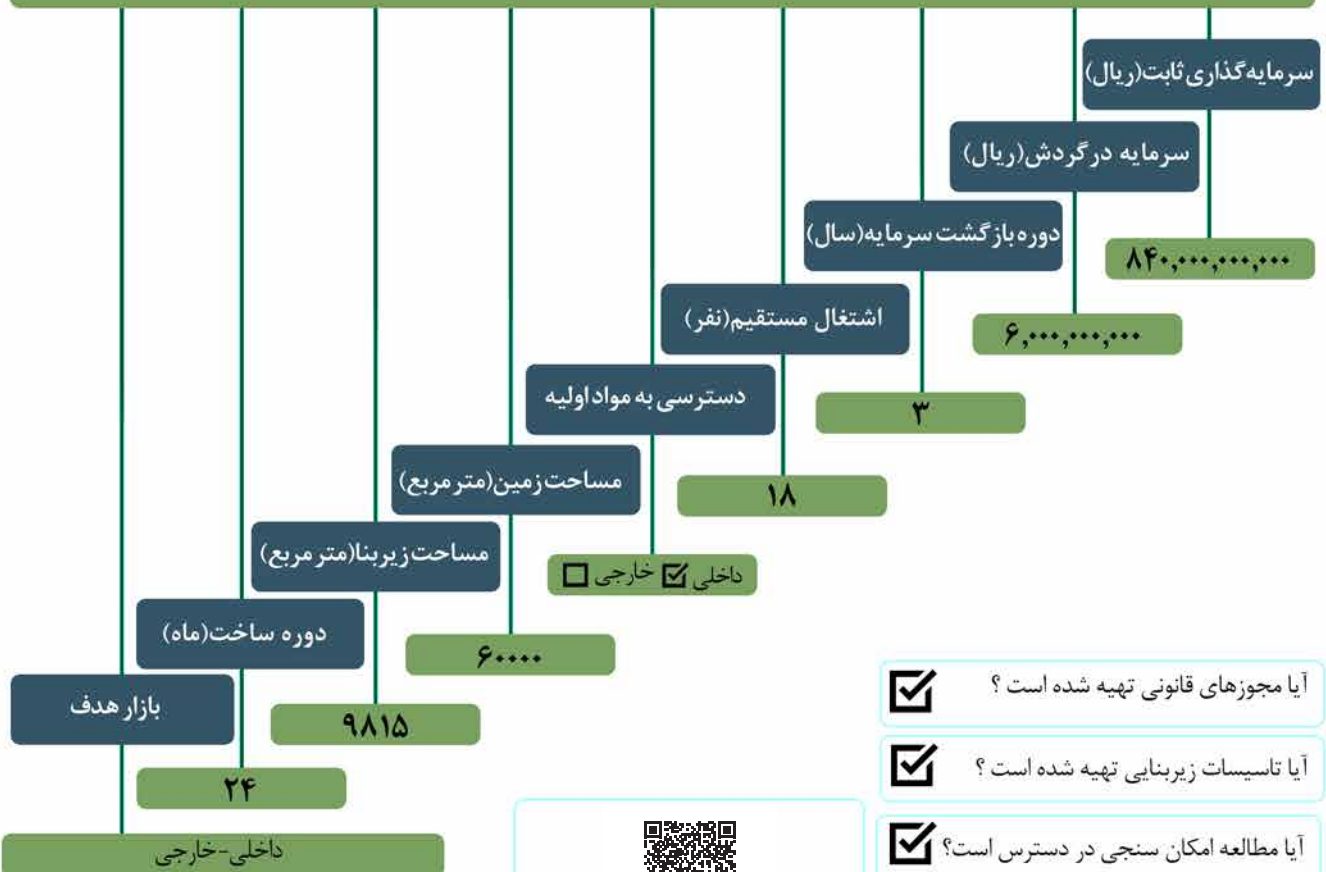 سرمایه‌گذاری ثابت(ریال)
۸۴۰,۰۰۰,۰۰۰,۰۰۰
سرمایه در گردش(ریال)
۶,۰۰۰,۰۰۰,۰۰۰
دوره بازگشت سرمایه(سال)
۳
اشتغال مستقیم(نفر)
۱۸
دسترسی به مواد اولیه
داخلی ☑ خارجی ☐
مساحت زمین(متر مربع)
۶۰۰۰۰
مساحت زیربنا(متر مربع)
۹۸۱۵
دوره ساخت(ماه)
۲۴
بازار هدف
داخلی-خارجی
آیا مجوزهای قانونی تهیه شده است ؟ ☑
آیا تاسیسات زیربنایی تهیه شده است ؟ ☑
آیا مطالعه امکان سنجی در دسترس است؟ ☑